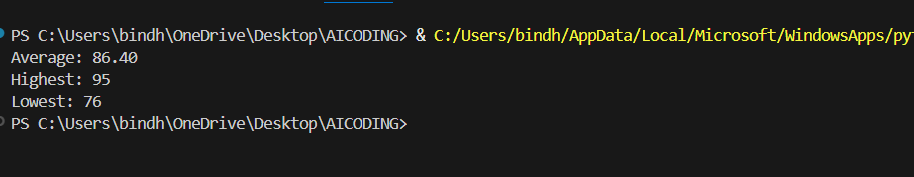 PS C:\Users\bindh\OneDrive\Desktop\AICODING> & C:/Users/bindh/AppData/Local/Microsoft/WindowsApps/py
Average: 86.40
Highest: 95
Lowest: 76
PS C:\Users\bindh\OneDrive\Desktop\AICODING>